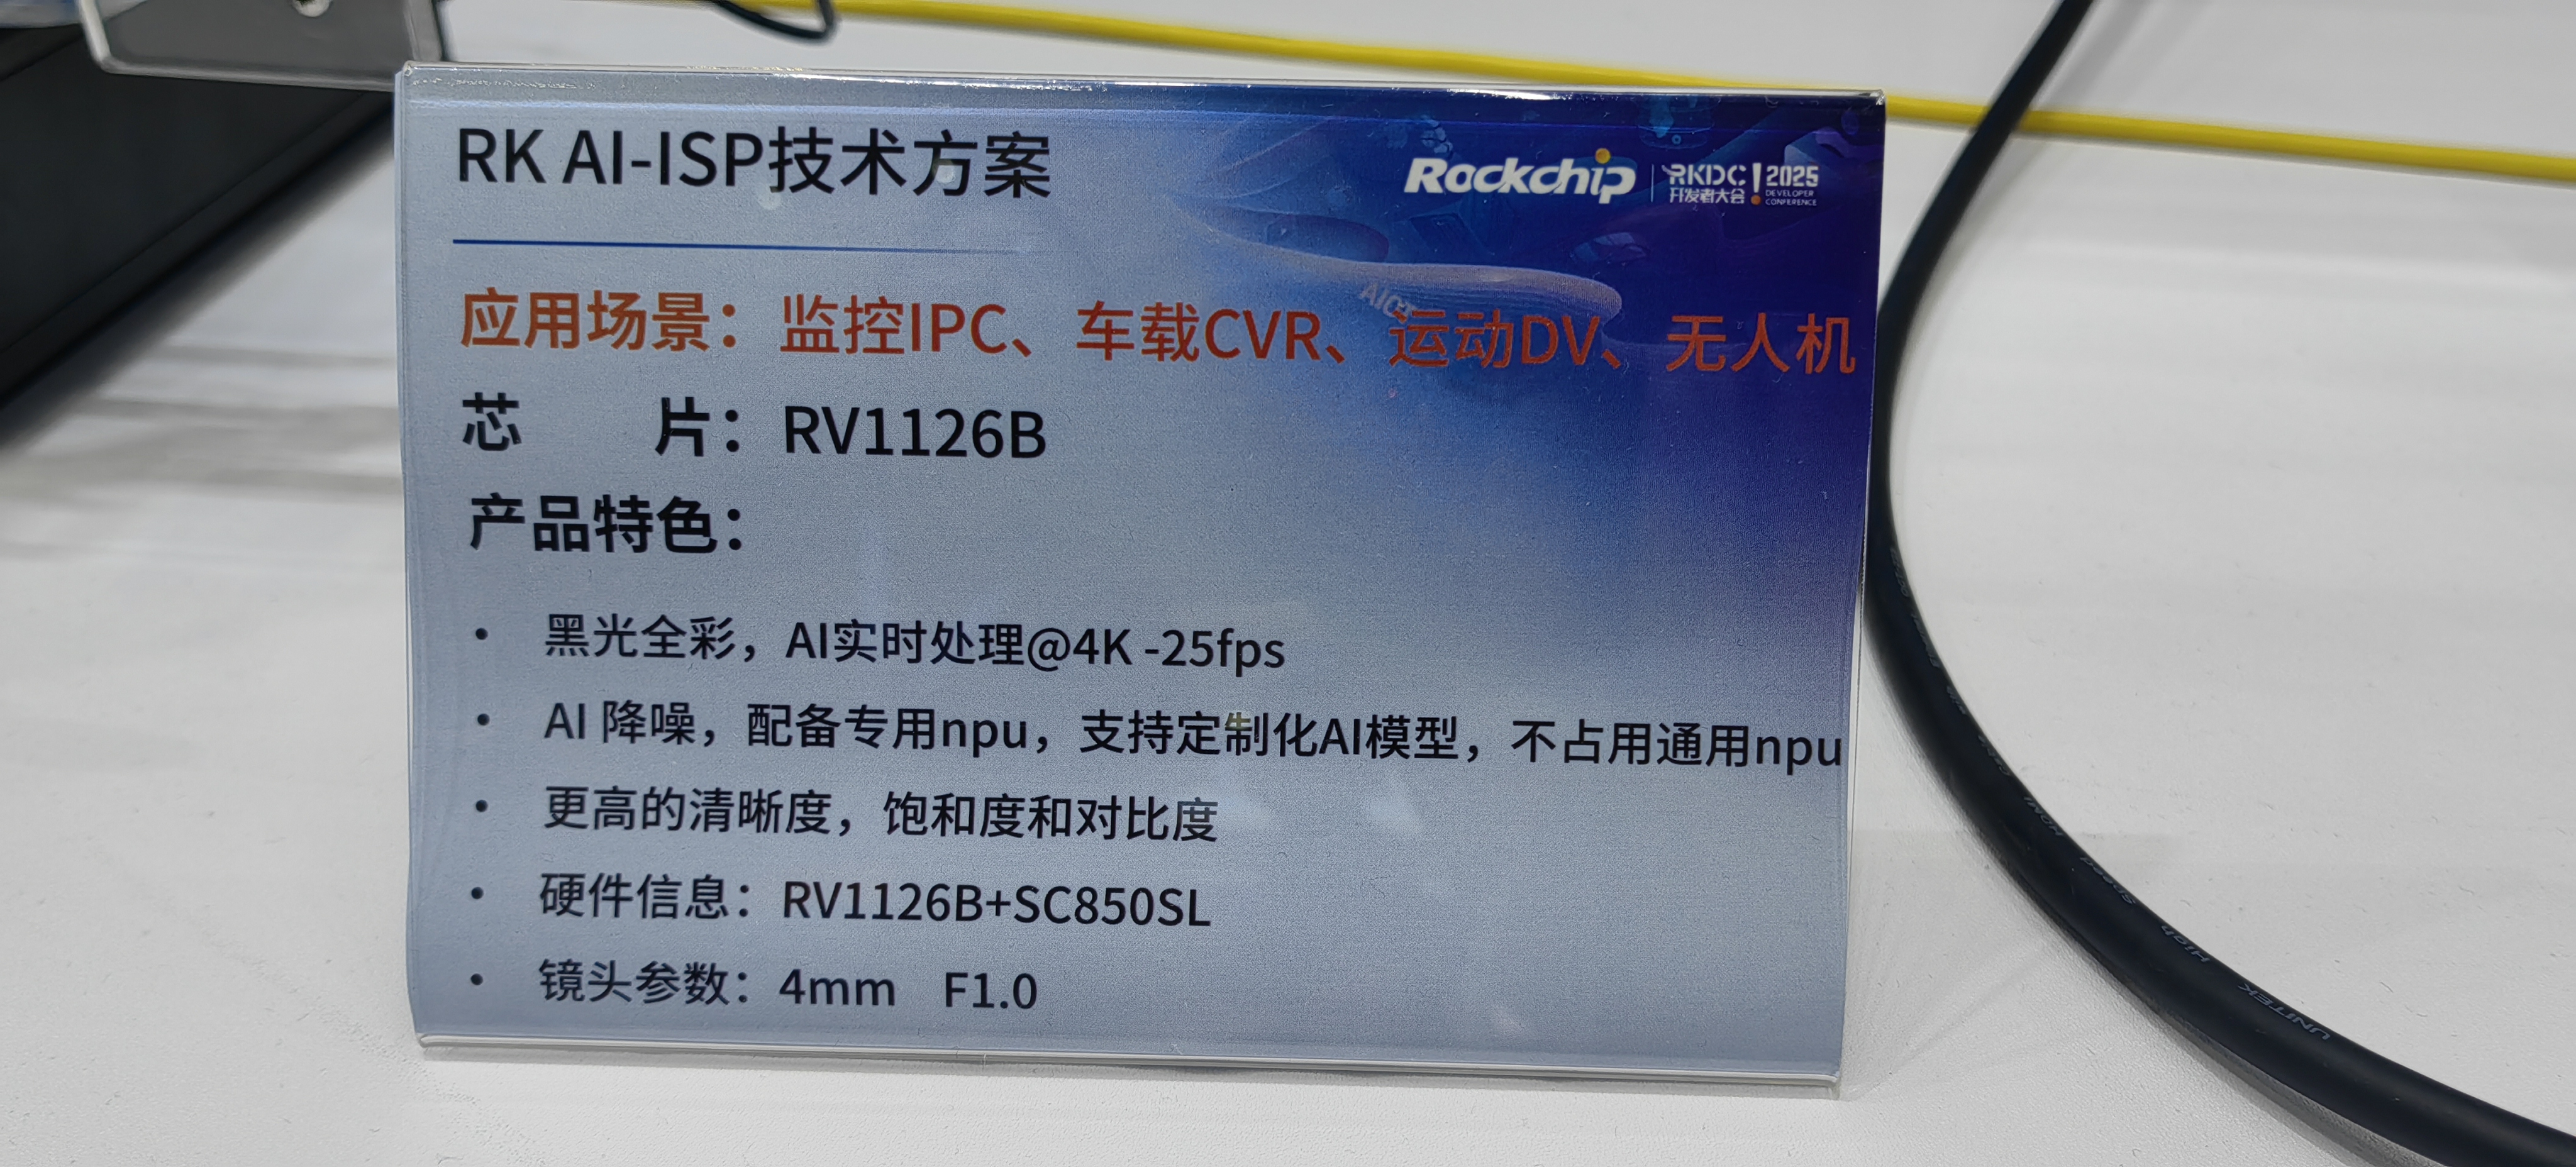 RK AI-ISP技术方案
Rockchip
RKDC! 2025
开发者大会 DEVELOPER CONFERENCE
应用场景：监控IPC、车载CVR、运动DV、无人机
芯 片：RV1126B
产品特色：
• 黑光全彩，AI实时处理@4K -25fps
• AI 降噪，配备专用npu，支持定制化AI模型，不占用通用npu
• 更高的清晰度，饱和度和对比度
• 硬件信息：RV1126B+SC850SL
• 镜头参数：4mm F1.0
UNITEK High Speed HDMI